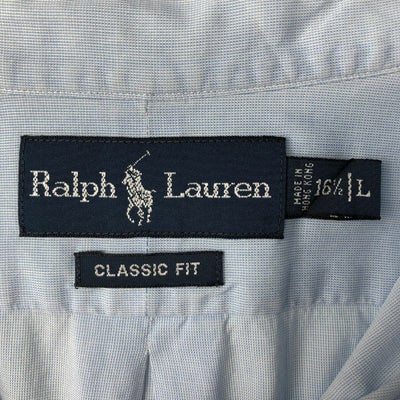 Ralph Lauren
MADE IN
HONG KONG
16½ L
CLASSIC FIT